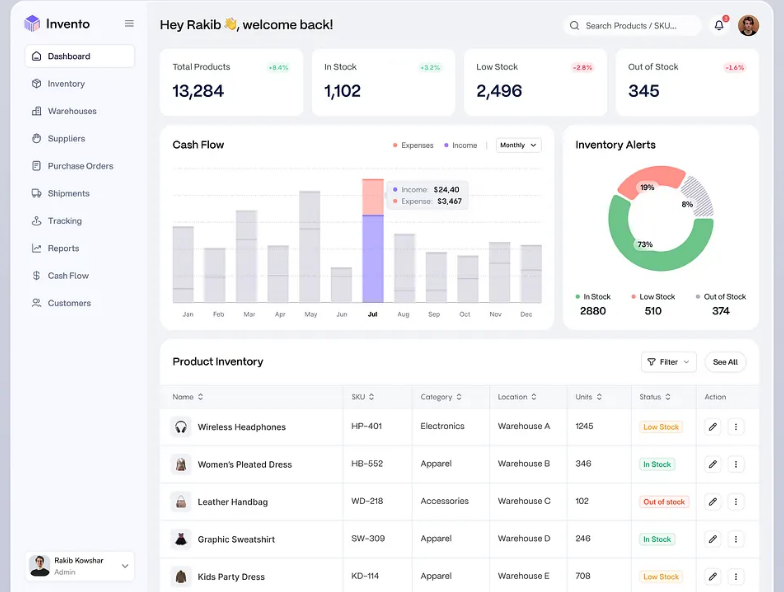 Invento
Dashboard
Inventory
Warehouses
Suppliers
Purchase Orders
Shipments
Tracking
Reports
Cash Flow
Customers
Rakib Kowshar
Admin
Hey Rakib 👋, welcome back!
Search Products / SKU...
Total Products
13,284
In Stock
1,102
Low Stock
2,496
-2.8%
Out of Stock
345
-1.6%
Cash Flow
Expenses Income | Monthly
Income: $24,40
Expense: $3,467
Jan Feb Mar Apr May Jun Jul Aug Sep Oct Nov Dec
Inventory Alerts
19%
8%
73%
In Stock Low Stock Out of Stock
2880 510 374
Product Inventory
Filter
See All
Name SKU Category Location Units Status Action
Wireless Headphones HP-401 Electronics Warehouse A 1245 Low Stock
Women's Pleated Dress HB-552 Apparel Warehouse B 346 In Stock
Leather Handbag WD-218 Accessories Warehouse C 102 Out of stock
Graphic Sweatshirt SW-309 Apparel Warehouse D 246 In Stock
Kids Party Dress KD-114 Apparel Warehouse E 708 Low Stock